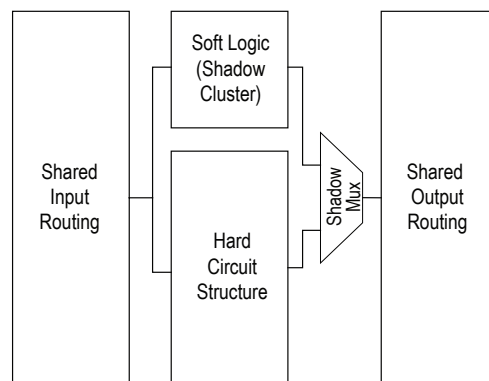 Shared
Input
Routing
Soft Logic
(Shadow
Cluster)
Hard
Circuit
Structure
Shadow
Mux
Shared
Output
Routing